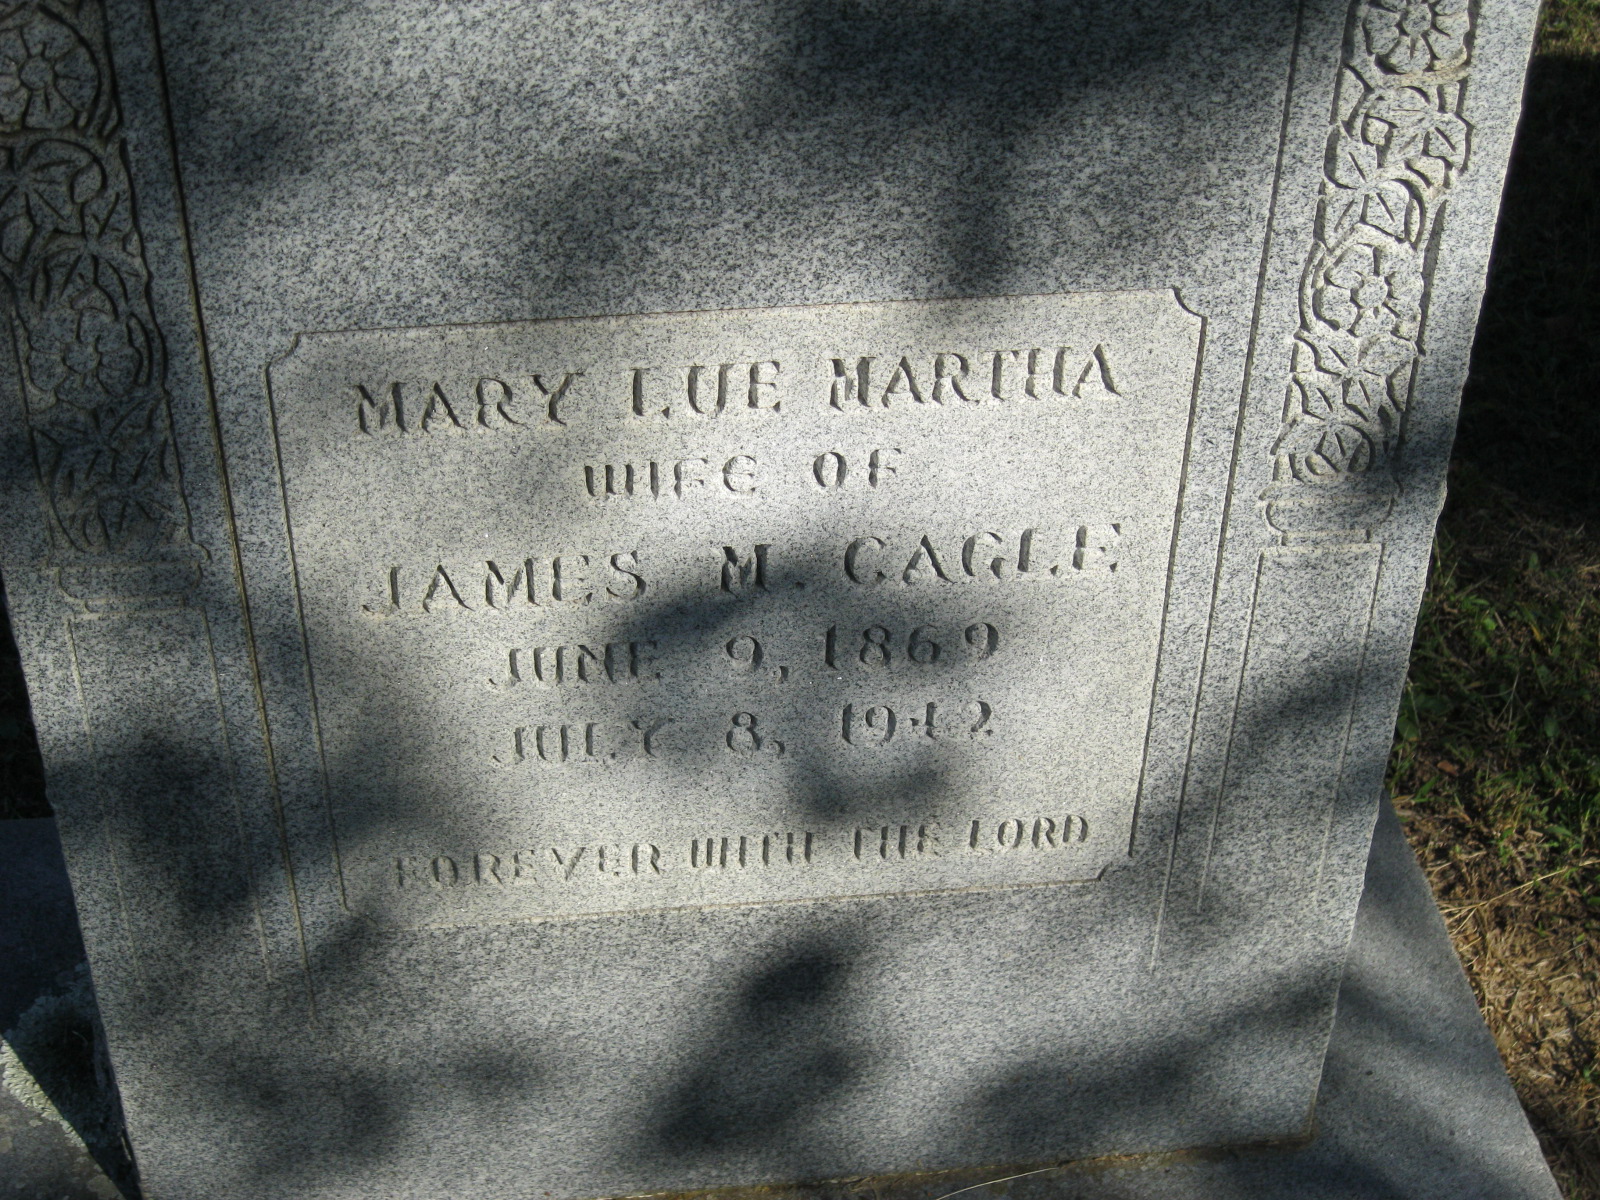 MARY LUE MARTHA
WIFE OF
JAMES M. CAGLE
JUNE 9, 1869
JULY 8, 1942
FOREVER WITH THE LORD